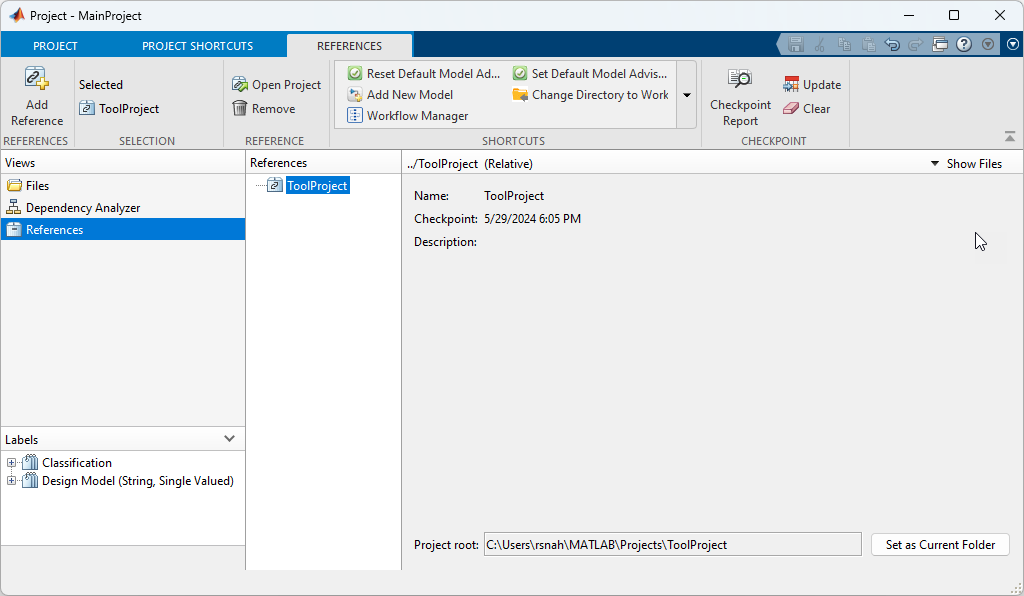 Project - MainProject
PROJECT
PROJECT SHORTCUTS
REFERENCES
Add
Reference
REFERENCES
Selected
ToolProject
SELECTION
Open Project
Remove
REFERENCE
Reset Default Model Ad...
Set Default Model Advis...
Add New Model
Change Directory to Work
Workflow Manager
SHORTCUTS
Checkpoint
Report
Update
Clear
CHECKPOINT
Views
Files
Dependency Analyzer
References
Labels
Classification
Design Model (String, Single Valued)
References
ToolProject
../ToolProject (Relative)
Show Files
Name: ToolProject
Checkpoint: 5/29/2024 6:05 PM
Description:
Project root: C:\Users\rsnah\MATLAB\Projects\ToolProject
Set as Current Folder